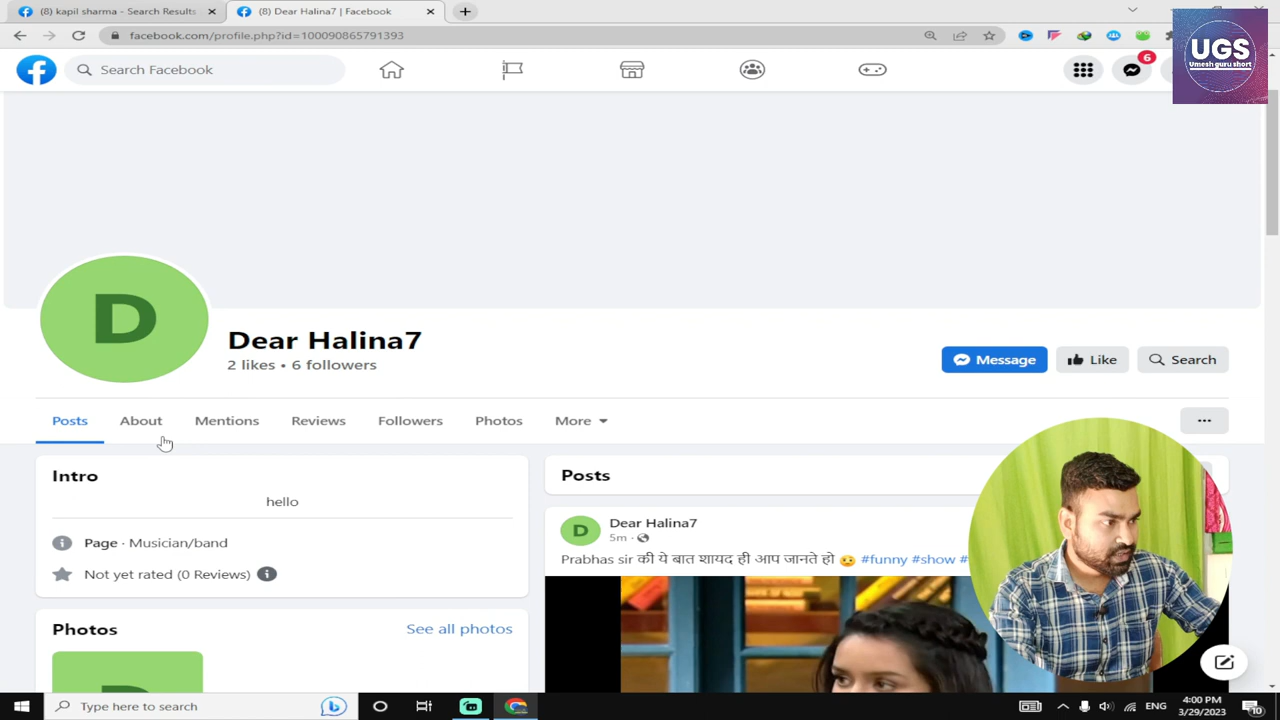 (8) kapil sharma - Search Results
(8) Dear Halina7 | Facebook
facebook.com/profile.php?id=100090865791393
UGS
Umesh guru short
Search Facebook
6
D
Dear Halina7
2 likes • 6 followers
Message
Like
Search
Posts
About
Mentions
Reviews
Followers
Photos
More
Intro
hello
Page · Musician/band
Not yet rated (0 Reviews)
Photos
See all photos
Posts
D
Dear Halina7
5m ·
Prabhas sir की ये बात शायद ही आप जानते हो 😥 #funny #show #
Type here to search
ENG
4:00 PM
3/29/2023
10